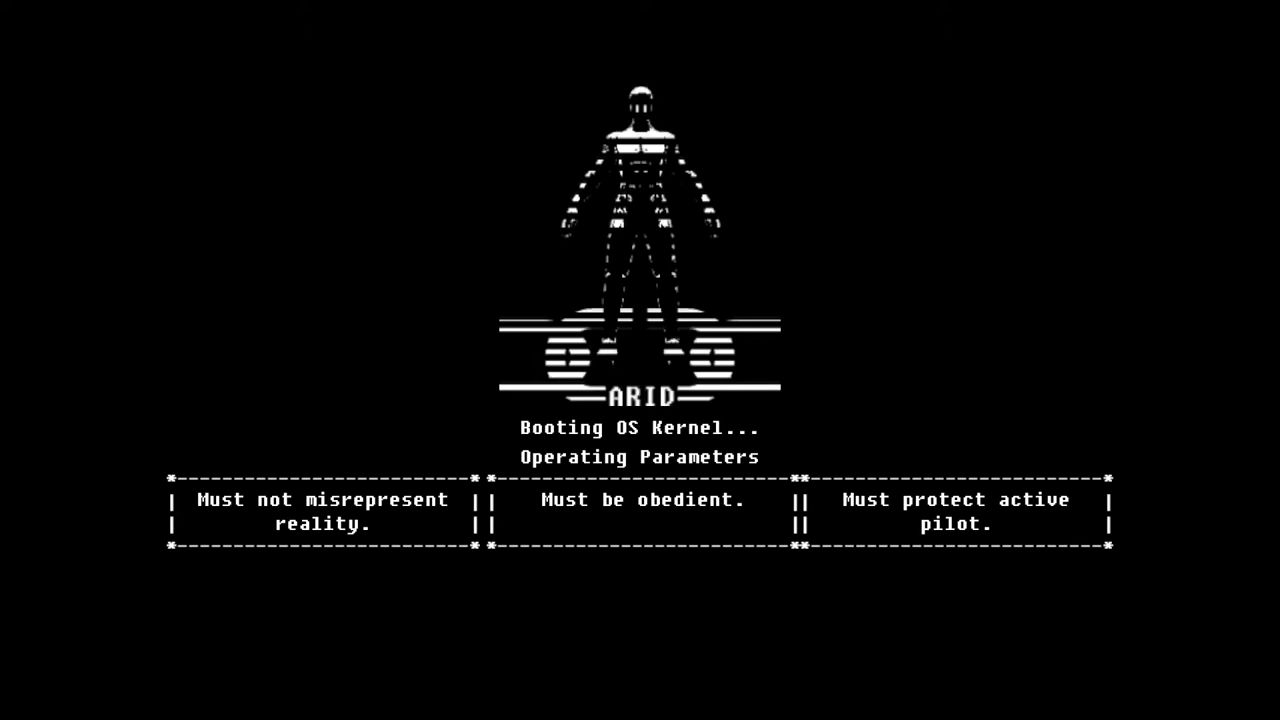 ARID
Booting OS Kernel...
Operating Parameters
Must not misrepresent
reality.
Must be obedient.
Must protect active
pilot.